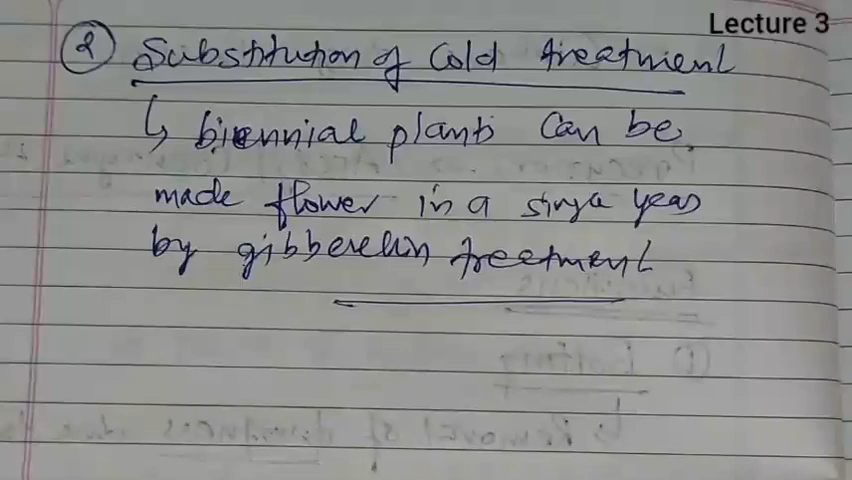 Lecture 3
② Substitution of Cold treatment
↳ biennial plants can be
made flower in a singe year
by gibberellin treatment